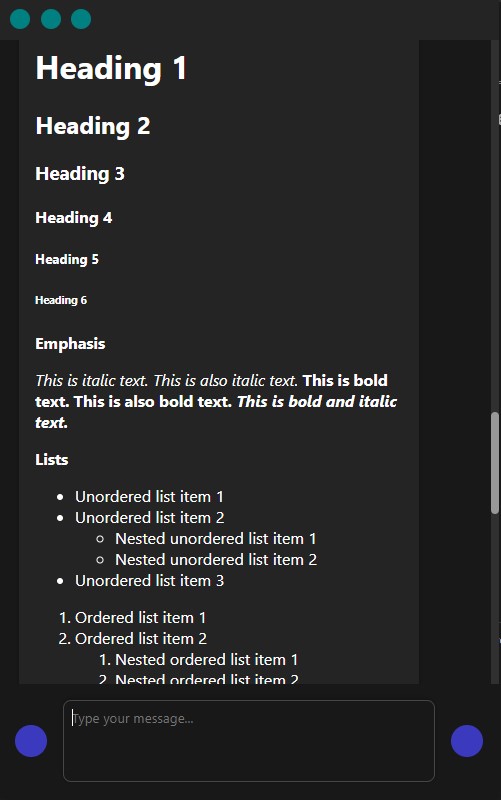 Heading 1
Heading 2
Heading 3
Heading 4
Heading 5
Heading 6
Emphasis
This is italic text. This is also italic text. This is bold
text. This is also bold text. This is bold and italic
text.
Lists
• Unordered list item 1
• Unordered list item 2
○ Nested unordered list item 1
○ Nested unordered list item 2
• Unordered list item 3
1. Ordered list item 1
2. Ordered list item 2
1. Nested ordered list item 1
2. Nested ordered list item 2
Type your message...